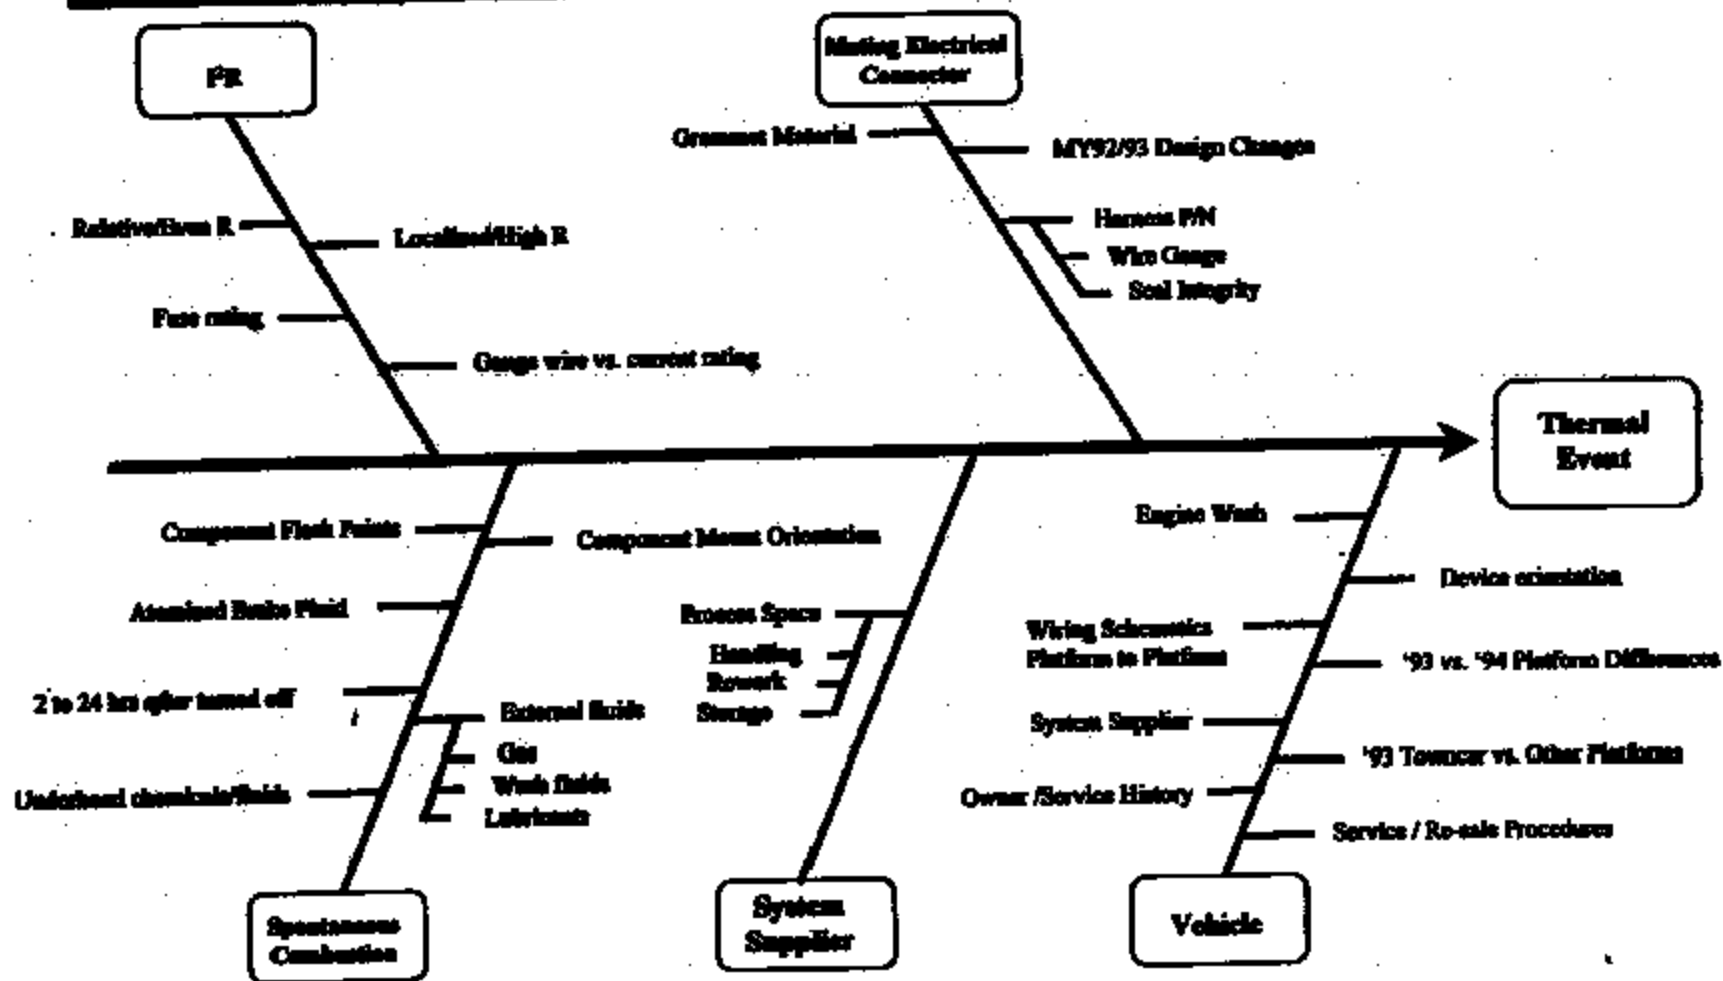 I²R
Mating Electrical
Connector
Grommet Material
MY92/93 Design Changes
Relative/Even R
Localized/High R
Harness P/N
Wire Gauge
Seal Integrity
Fuse rating
Gauge wire vs. current rating
Thermal
Event
Component Flash Points
Component Mount Orientation
Engine Wash
Device orientation
Atomized Brake Fluid
Process Specs
Handling
Rework
Storage
Wiring Schematics
Platform to Platform
'93 vs. '94 Platform Differences
2 to 24 hrs after turned off
External fluids
Gas
Wash fluids
Lubricants
System Supplier
'93 Towncar vs. Other Platforms
Underhood chemicals/fluids
Owner /Service History
Service / Re-sale Procedures
Spontaneous
Combustion
System
Supplier
Vehicle